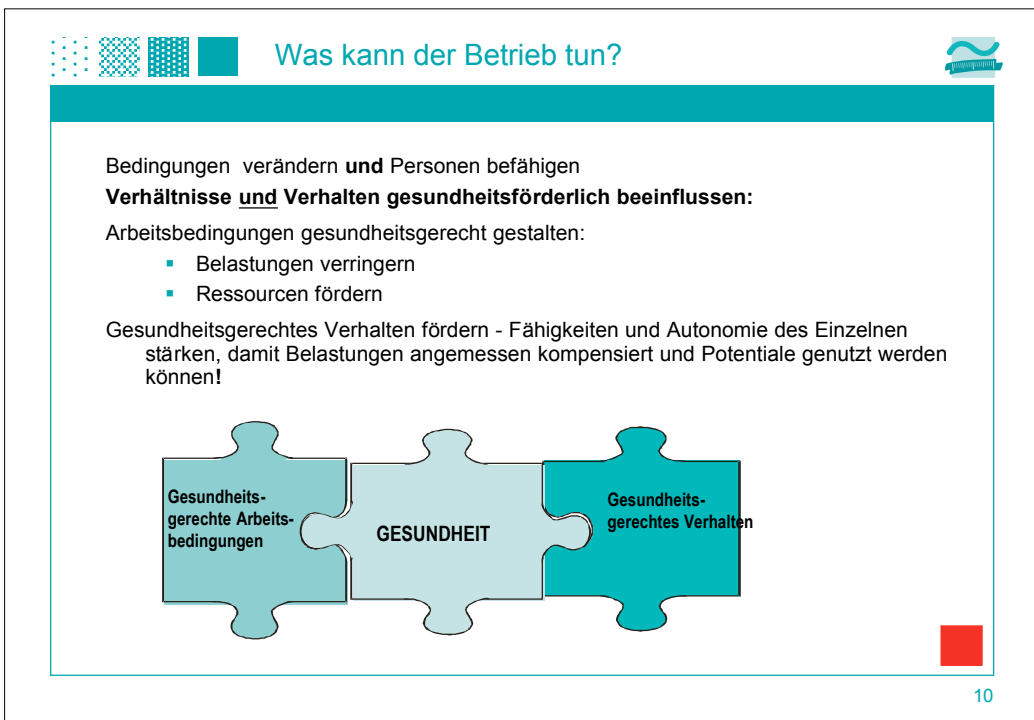 Was kann der Betrieb tun?
Bedingungen verändern und Personen befähigen
Verhältnisse und Verhalten gesundheitsförderlich beeinflussen:
Arbeitsbedingungen gesundheitsgerecht gestalten:
▪ Belastungen verringern
▪ Ressourcen fördern
Gesundheitsgerechtes Verhalten fördern - Fähigkeiten und Autonomie des Einzelnen
stärken, damit Belastungen angemessen kompensiert und Potentiale genutzt werden
können!
Gesundheits-
gerechte Arbeits-
bedingungen
GESUNDHEIT
Gesundheits-
gerechtes Verhalten
10